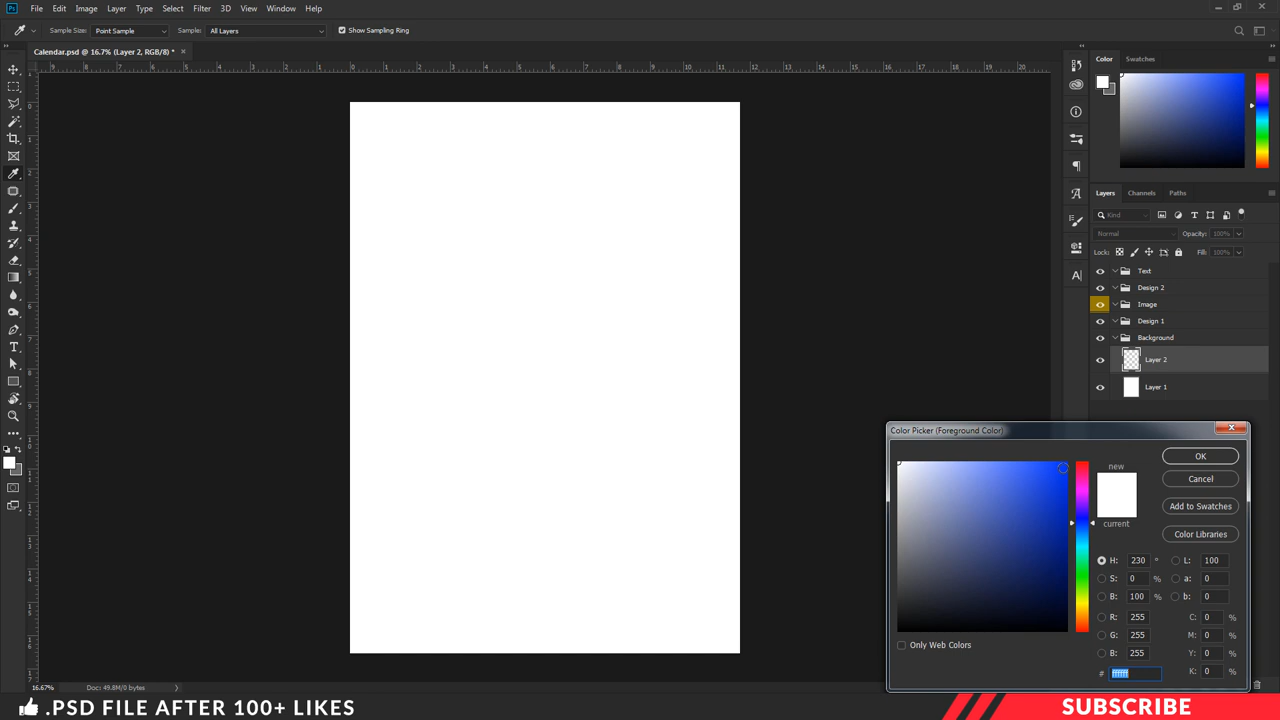 Ps File Edit Image Layer Type Select Filter 3D View Window Help
Sample Size: Point Sample Sample: All Layers Show Sampling Ring
Calendar.psd @ 16.7% (Layer 2, RGB/8) *
Color Swatches
Layers Channels Paths
Kind
Normal Opacity: 100%
Lock: Fill: 100%
Text
Design 2
Image
Design 1
Background
Layer 2
Layer 1
Color Picker (Foreground Color)
new
current
OK
Cancel
Add to Swatches
Color Libraries
H: 230 ° L: 100
S: 0 % a: 0
B: 100 % b: 0
R: 255 C: 0 %
G: 255 M: 0 %
B: 255 Y: 0 %
# ffffff K: 0 %
Only Web Colors
16.67% Doc: 49.8M/0 bytes
.PSD FILE AFTER 100+ LIKES
SUBSCRIBE